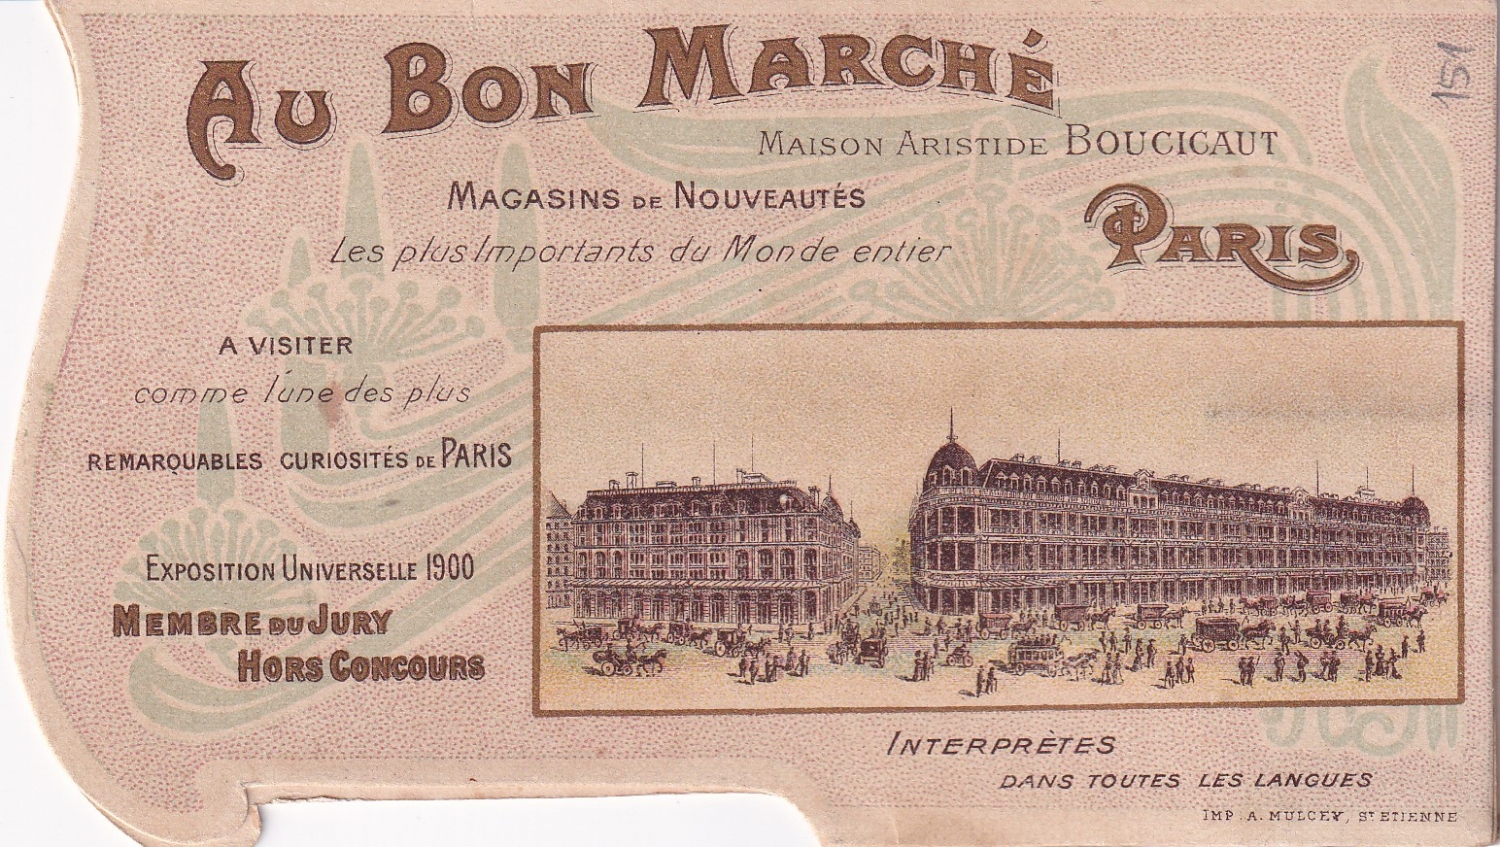 AU BON MARCHÉ
MAISON ARISTIDE BOUCICAUT
MAGASINS DE NOUVEAUTÉS
PARIS
Les plus Importants du Monde entier
A VISITER
comme l'une des plus
REMARQUABLES CURIOSITÉS DE PARIS
EXPOSITION UNIVERSELLE 1900
MEMBRE DU JURY
HORS CONCOURS
INTERPRÈTES
DANS TOUTES LES LANGUES
IMP. A. MULCEY, ST ETIENNE
151